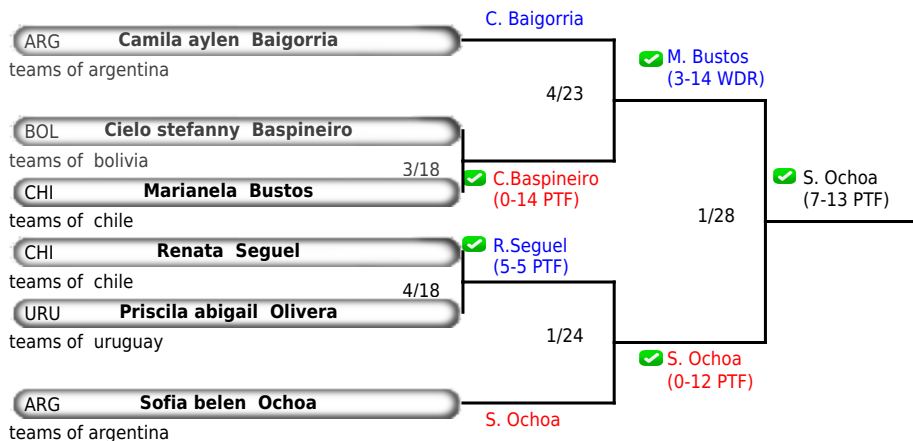 C. Baigorria
ARG Camila aylen Baigorria
teams of argentina
M. Bustos
(3-14 WDR)
4/23
BOL Cielo stefanny Baspineiro
teams of bolivia
3/18
C.Baspineiro
(0-14 PTF)
CHI Marianela Bustos
teams of chile
S. Ochoa
(7-13 PTF)
1/28
CHI Renata Seguel
teams of chile
R.Seguel
(5-5 PTF)
4/18
URU Priscila abigail Olivera
teams of uruguay
1/24
S. Ochoa
(0-12 PTF)
ARG Sofia belen Ochoa
teams of argentina
S. Ochoa